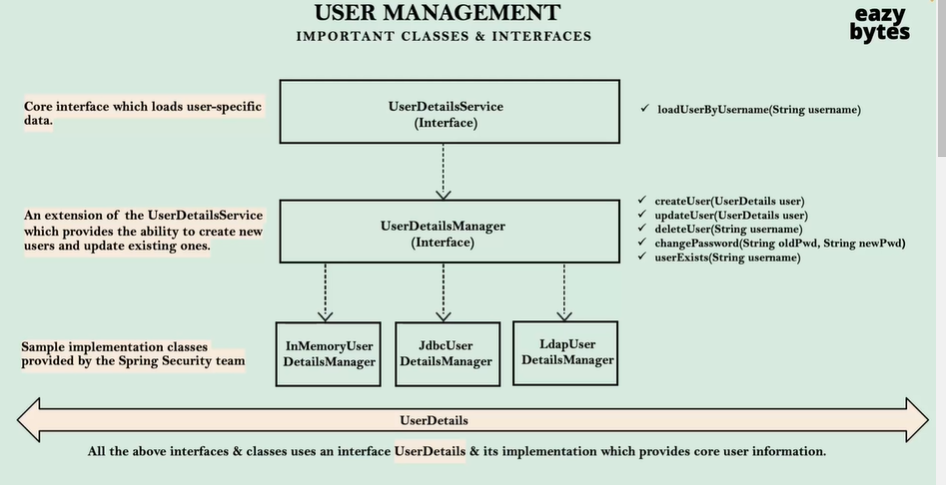 USER MANAGEMENT
IMPORTANT CLASSES & INTERFACES
eazy
bytes
Core interface which loads user-specific
data.
UserDetailsService
(Interface)
✓ loadUserByUsername(String username)
An extension of the UserDetailsService
which provides the ability to create new
users and update existing ones.
UserDetailsManager
(Interface)
✓ createUser(UserDetails user)
✓ updateUser(UserDetails user)
✓ deleteUser(String username)
✓ changePassword(String oldPwd, String newPwd)
✓ userExists(String username)
Sample implementation classes
provided by the Spring Security team
InMemoryUser
DetailsManager
JdbcUser
DetailsManager
LdapUser
DetailsManager
UserDetails
All the above interfaces & classes uses an interface UserDetails & its implementation which provides core user information.